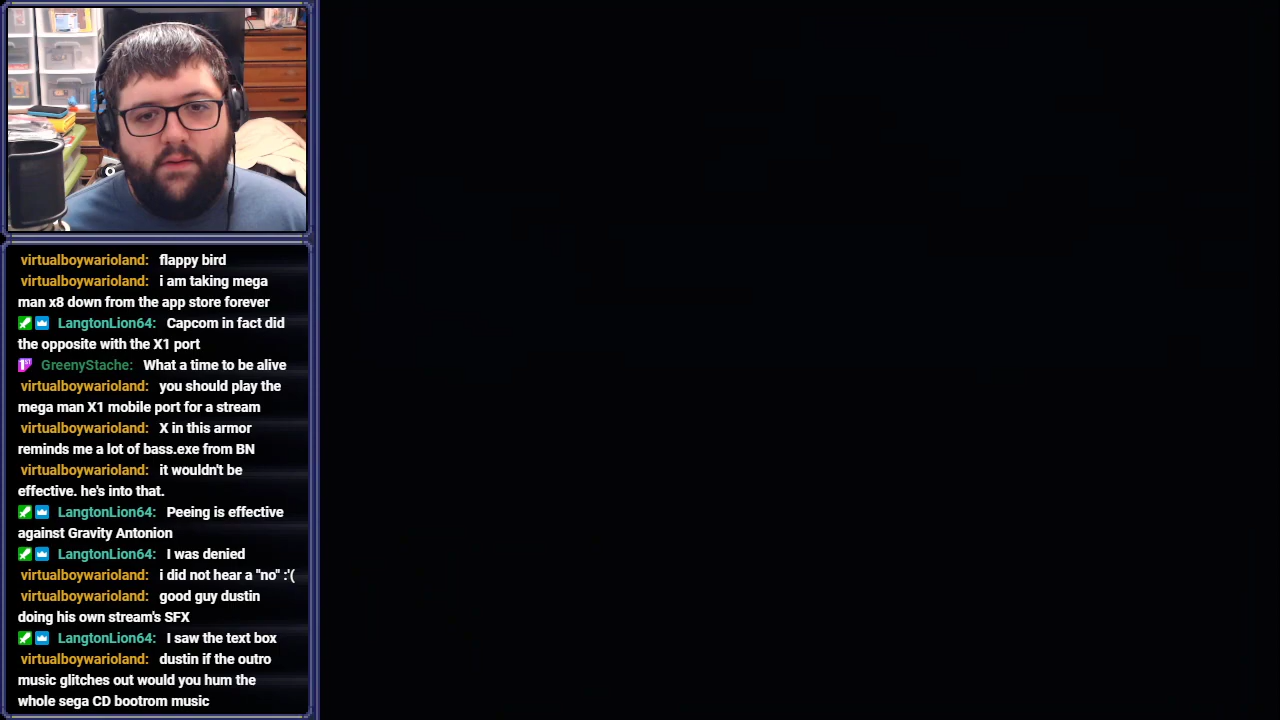 virtualboywarioland: flappy bird
virtualboywarioland: i am taking mega
man x8 down from the app store forever
LangtonLion64: Capcom in fact did
the opposite with the X1 port
GreenyStache: What a time to be alive
virtualboywarioland: you should play the
mega man X1 mobile port for a stream
virtualboywarioland: X in this armor
reminds me a lot of bass.exe from BN
virtualboywarioland: it wouldn't be
effective. he's into that.
LangtonLion64: Peeing is effective
against Gravity Antonion
LangtonLion64: I was denied
virtualboywarioland: i did not hear a "no" :'(
virtualboywarioland: good guy dustin
doing his own stream's SFX
LangtonLion64: I saw the text box
virtualboywarioland: dustin if the outro
music glitches out would you hum the
whole sega CD bootrom music